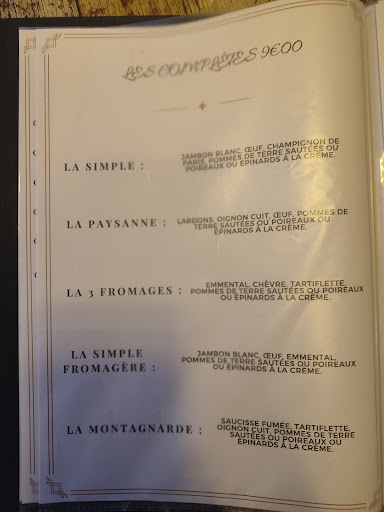 LES COMPLÈTES 9€00
LA SIMPLE :
JAMBON BLANC, ŒUF, CHAMPIGNON DE
PARIS, POMMES DE TERRE SAUTÉES OU
POIREAUX OU ÉPINARDS À LA CRÈME.
LA PAYSANNE :
LARDONS, OIGNON CUIT, ŒUF, POMMES DE
TERRE SAUTÉES OU POIREAUX OU
ÉPINARDS À LA CRÈME.
LA 3 FROMAGES :
EMMENTAL, CHÈVRE, TARTIFLETTE,
POMMES DE TERRE SAUTÉES OU POIREAUX
OU ÉPINARDS À LA CRÈME.
LA SIMPLE
FROMAGÈRE :
JAMBON BLANC, ŒUF, EMMENTAL,
POMMES DE TERRE SAUTÉES OU POIREAUX
OU ÉPINARDS À LA CRÈME.
LA MONTAGNARDE :
SAUCISSE FUMÉE, TARTIFLETTE,
OIGNON CUIT, POMMES DE TERRE
SAUTÉES OU POIREAUX OU
ÉPINARDS À LA CRÈME.